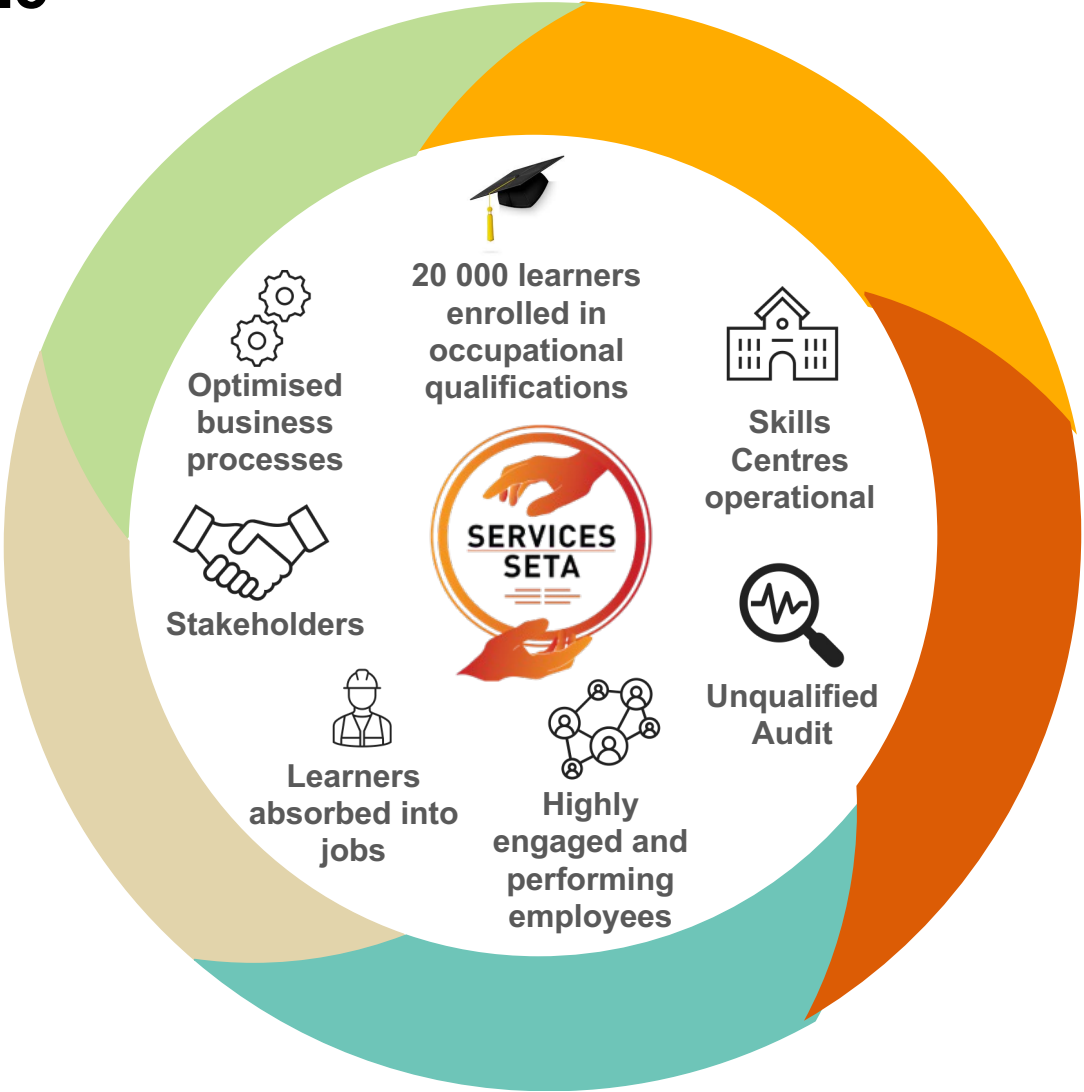 20 000 learners
enrolled in
occupational
qualifications
Optimised
business
processes
Skills
Centres
operational
SERVICES
SETA
Stakeholders
Unqualified
Audit
Learners
absorbed into
jobs
Highly
engaged and
performing
employees